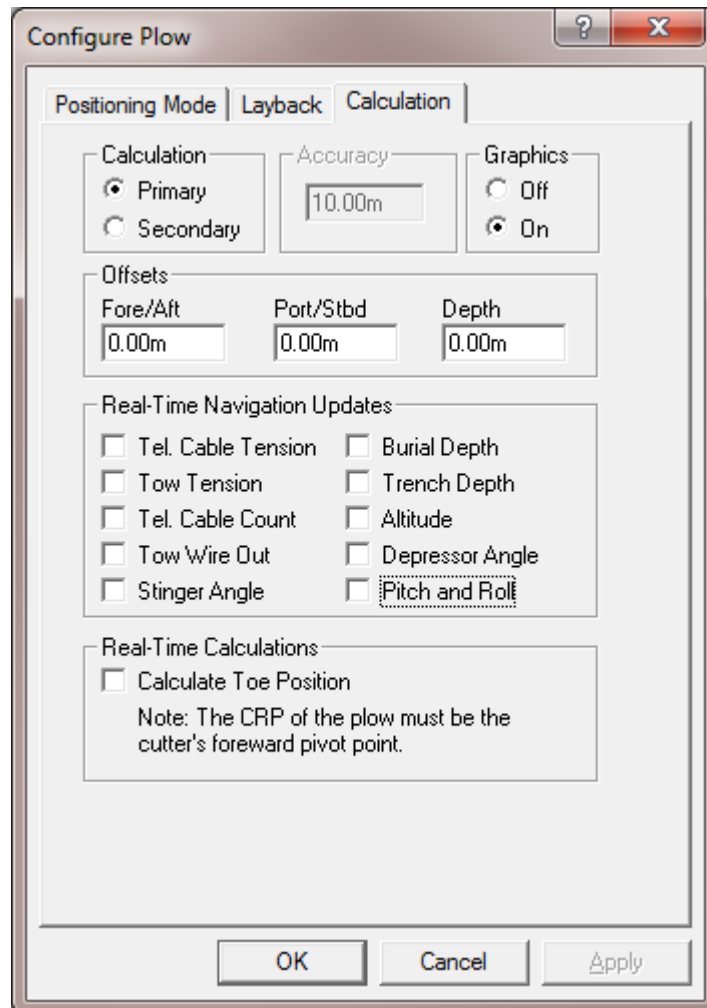 Configure Plow
Positioning Mode Layback Calculation
Calculation
Primary
Secondary
Accuracy
10.00m
Graphics
Off
On
Offsets
Fore/Aft Port/Stbd Depth
0.00m 0.00m 0.00m
Real-Time Navigation Updates
Tel. Cable Tension Burial Depth
Tow Tension Trench Depth
Tel. Cable Count Altitude
Tow Wire Out Depressor Angle
Stinger Angle Pitch and Roll
Real-Time Calculations
Calculate Toe Position
Note: The CRP of the plow must be the
cutter's foreward pivot point.
OK Cancel Apply